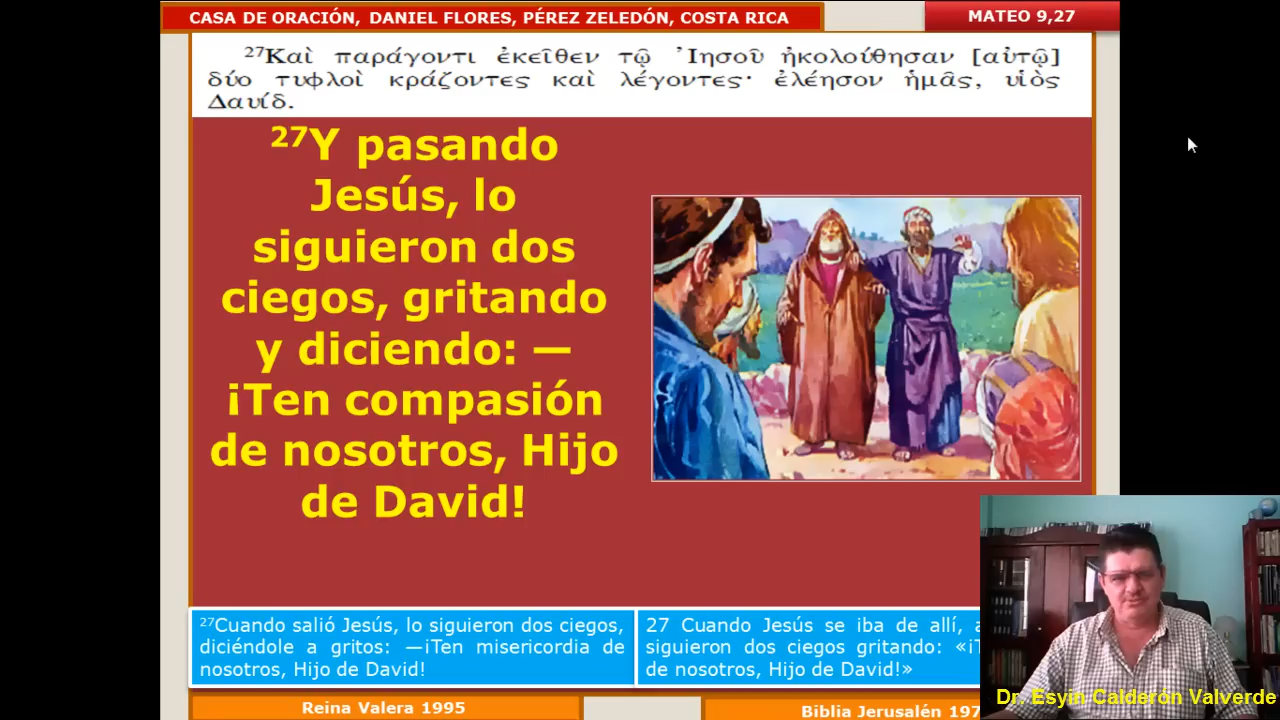 CASA DE ORACIÓN, DANIEL FLORES, PÉREZ ZELEDÓN, COSTA RICA
MATEO 9,27
²⁷Καὶ παράγοντι ἐκεῖθεν τῷ ᾿Ιησοῦ ἠκολούθησαν [αὐτῷ]
δύο τυφλοὶ κράζοντες καὶ λέγοντες· ἐλέησον ἡμᾶς, υἱὸς
Δαυίδ.
²⁷Y pasando
Jesús, lo
siguieron dos
ciegos, gritando
y diciendo: —
¡Ten compasión
de nosotros, Hijo
de David!
²⁷Cuando salió Jesús, lo siguieron dos ciegos,
diciéndole a gritos: —¡Ten misericordia de
nosotros, Hijo de David!
27 Cuando Jesús se iba de allí,
siguieron dos ciegos gritando:
de nosotros, Hijo de David!»
Reina Valera 1995
Biblia Jerusalén
Dr. Esyin Calderón Valverde